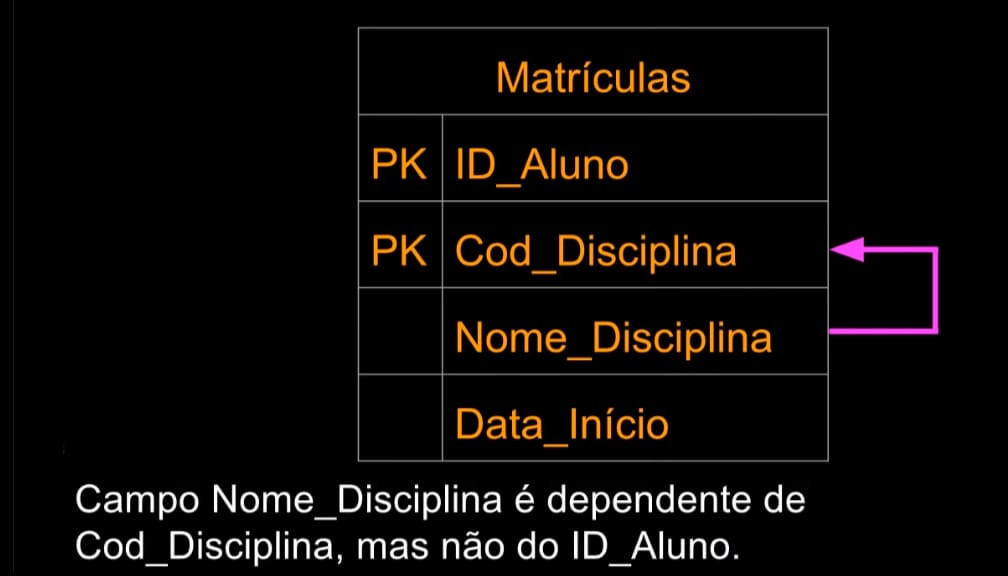 Matrículas
PK ID_Aluno
PK Cod_Disciplina
Nome_Disciplina
Data_Início
Campo Nome_Disciplina é dependente de
Cod_Disciplina, mas não do ID_Aluno.